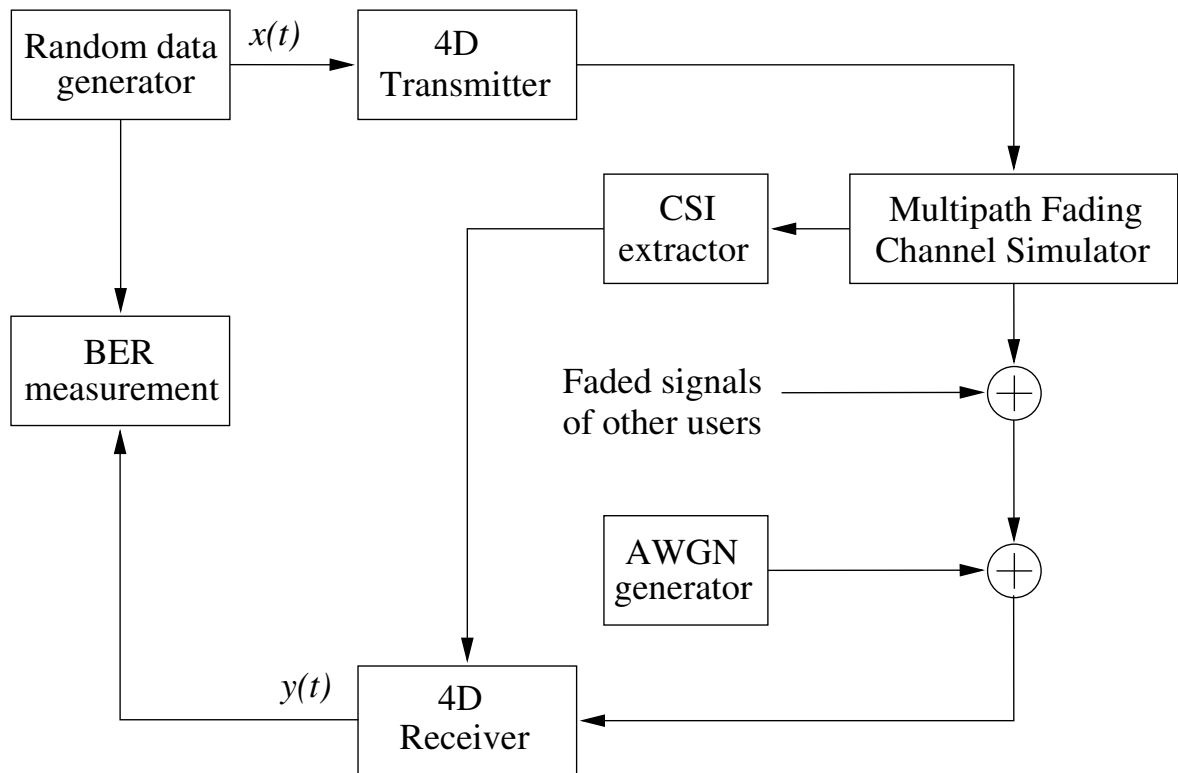 Random data
generator
x(t)
4D
Transmitter
CSI
extractor
Multipath Fading
Channel Simulator
BER
measurement
Faded signals
of other users
AWGN
generator
y(t)
4D
Receiver